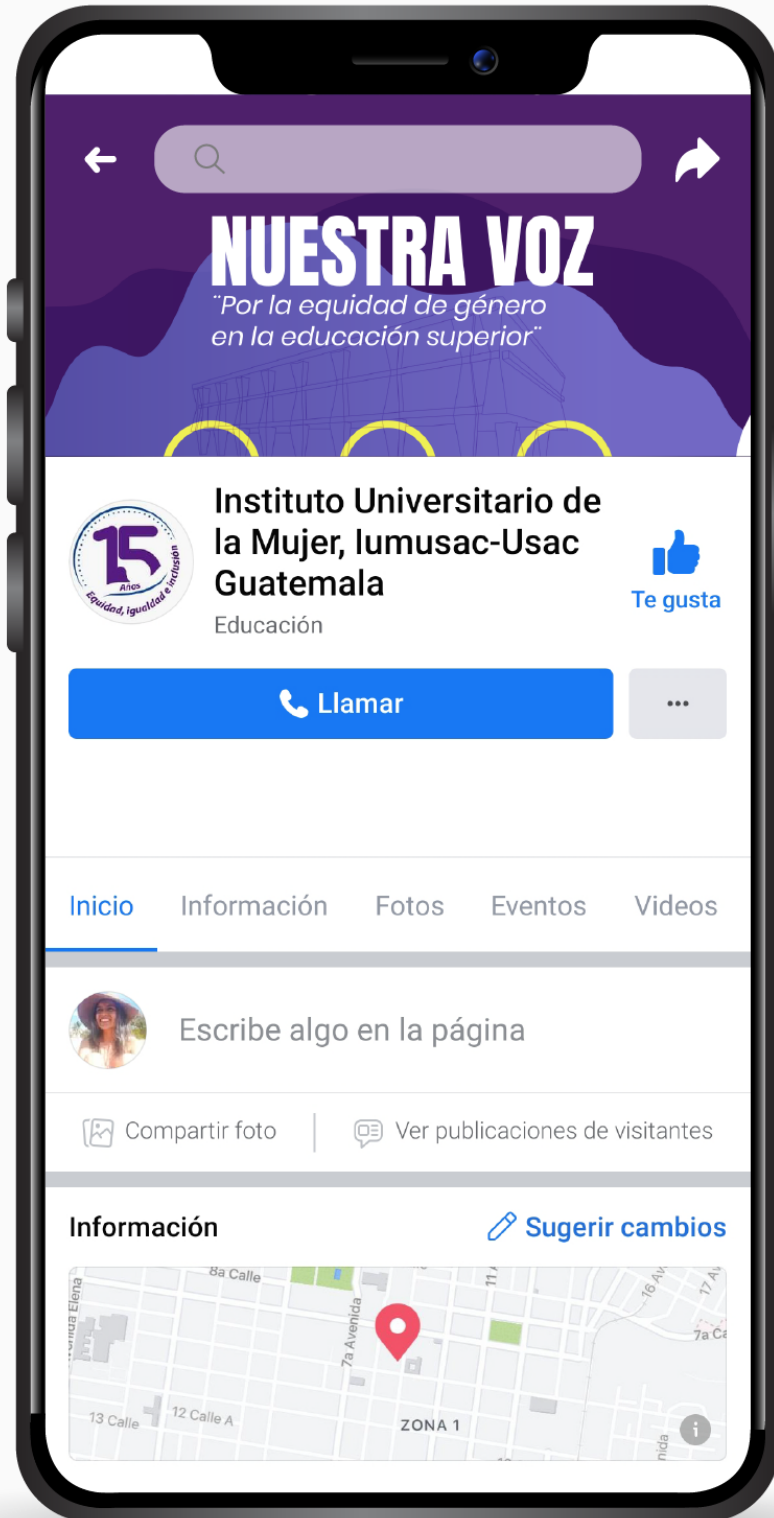 NUESTRA VOZ
¨Por la equidad de género
en la educación superior¨
15
Años
Equidad, igualdad e inclusión
Instituto Universitario de
la Mujer, Iumusac-Usac
Guatemala
Educación
Te gusta
Llamar
Inicio Información Fotos Eventos Videos
Escribe algo en la página
Compartir foto Ver publicaciones de visitantes
Información Sugerir cambios
8a Calle
Elena
7a Avenida
11
16 Av
17 A
7a Ca
13 Calle
12 Calle A
ZONA 1